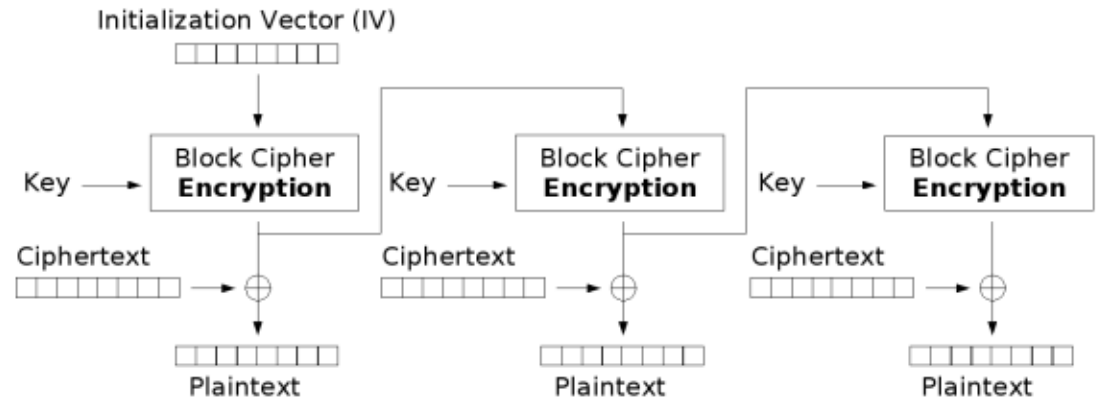 Initialization Vector (IV)
Block Cipher
Encryption
Key
Block Cipher
Encryption
Key
Block Cipher
Encryption
Key
Ciphertext
Ciphertext
Ciphertext
Plaintext
Plaintext
Plaintext